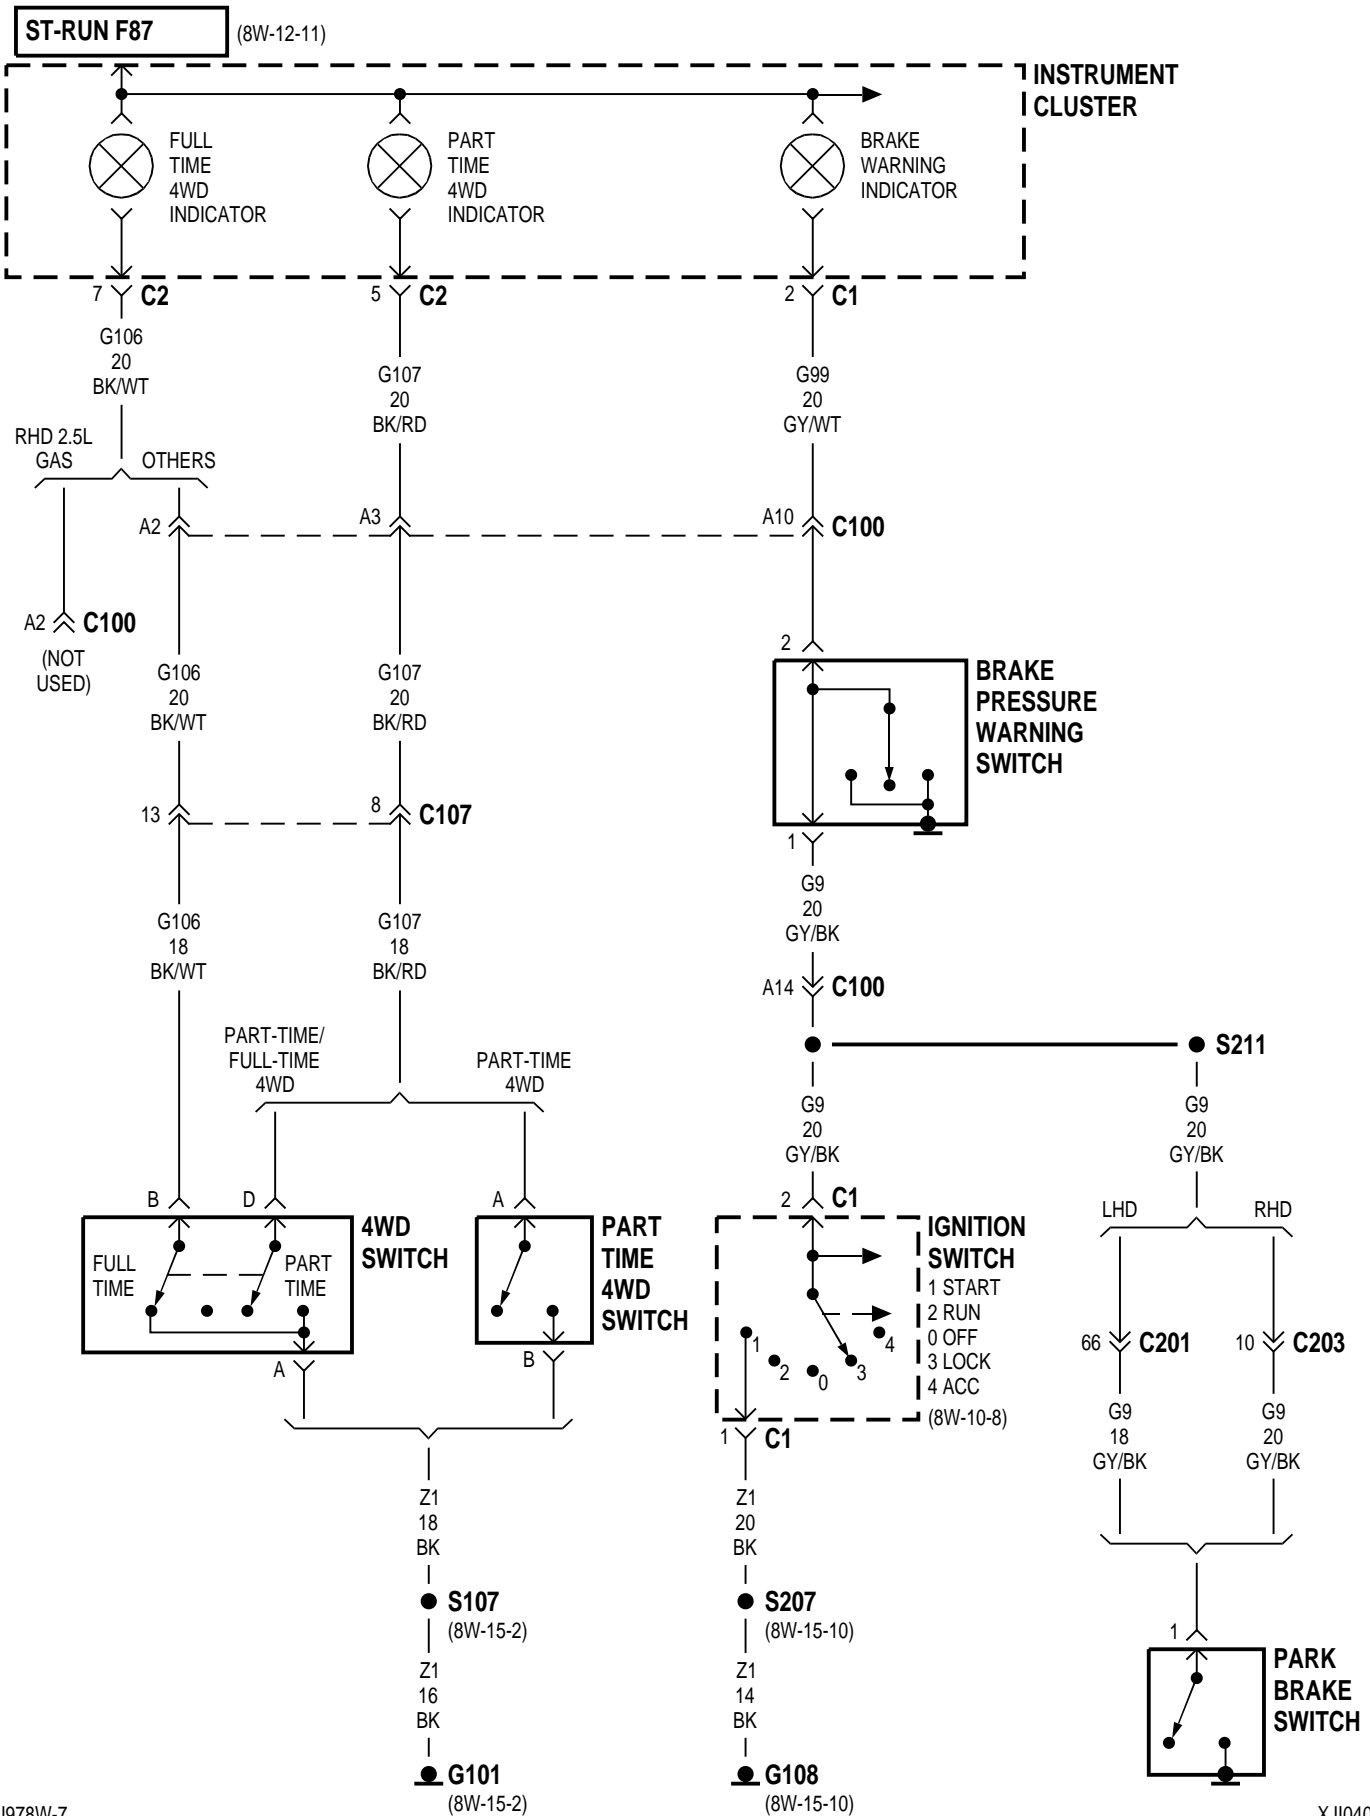 ST-RUN F87
(8W-12-11)
INSTRUMENT
CLUSTER
FULL
TIME
4WD
INDICATOR
PART
TIME
4WD
INDICATOR
BRAKE
WARNING
INDICATOR
7 C2
5 C2
2 C1
G106
20
BK/WT
G107
20
BK/RD
G99
20
GY/WT
RHD 2.5L
GAS
OTHERS
A2
A3
A10 C100
A2 C100
(NOT
USED)
G106
20
BK/WT
G107
20
BK/RD
2
BRAKE
PRESSURE
WARNING
SWITCH
13
8 C107
1
G9
20
GY/BK
G106
18
BK/WT
G107
18
BK/RD
A14 C100
PART-TIME/
FULL-TIME
4WD
PART-TIME
4WD
S211
G9
20
GY/BK
G9
20
GY/BK
B
D
A
2 C1
LHD
RHD
4WD
SWITCH
FULL
TIME
PART
TIME
PART
TIME
4WD
SWITCH
IGNITION
SWITCH
1 START
2 RUN
0 OFF
3 LOCK
4 ACC
(8W-10-8)
1
2
0
3
4
66 C201
10 C203
A
B
1 C1
G9
18
GY/BK
G9
20
GY/BK
Z1
18
BK
Z1
20
BK
S107
(8W-15-2)
S207
(8W-15-10)
Z1
16
BK
Z1
14
BK
1
PARK
BRAKE
SWITCH
G101
(8W-15-2)
G108
(8W-15-10)
J978W-7